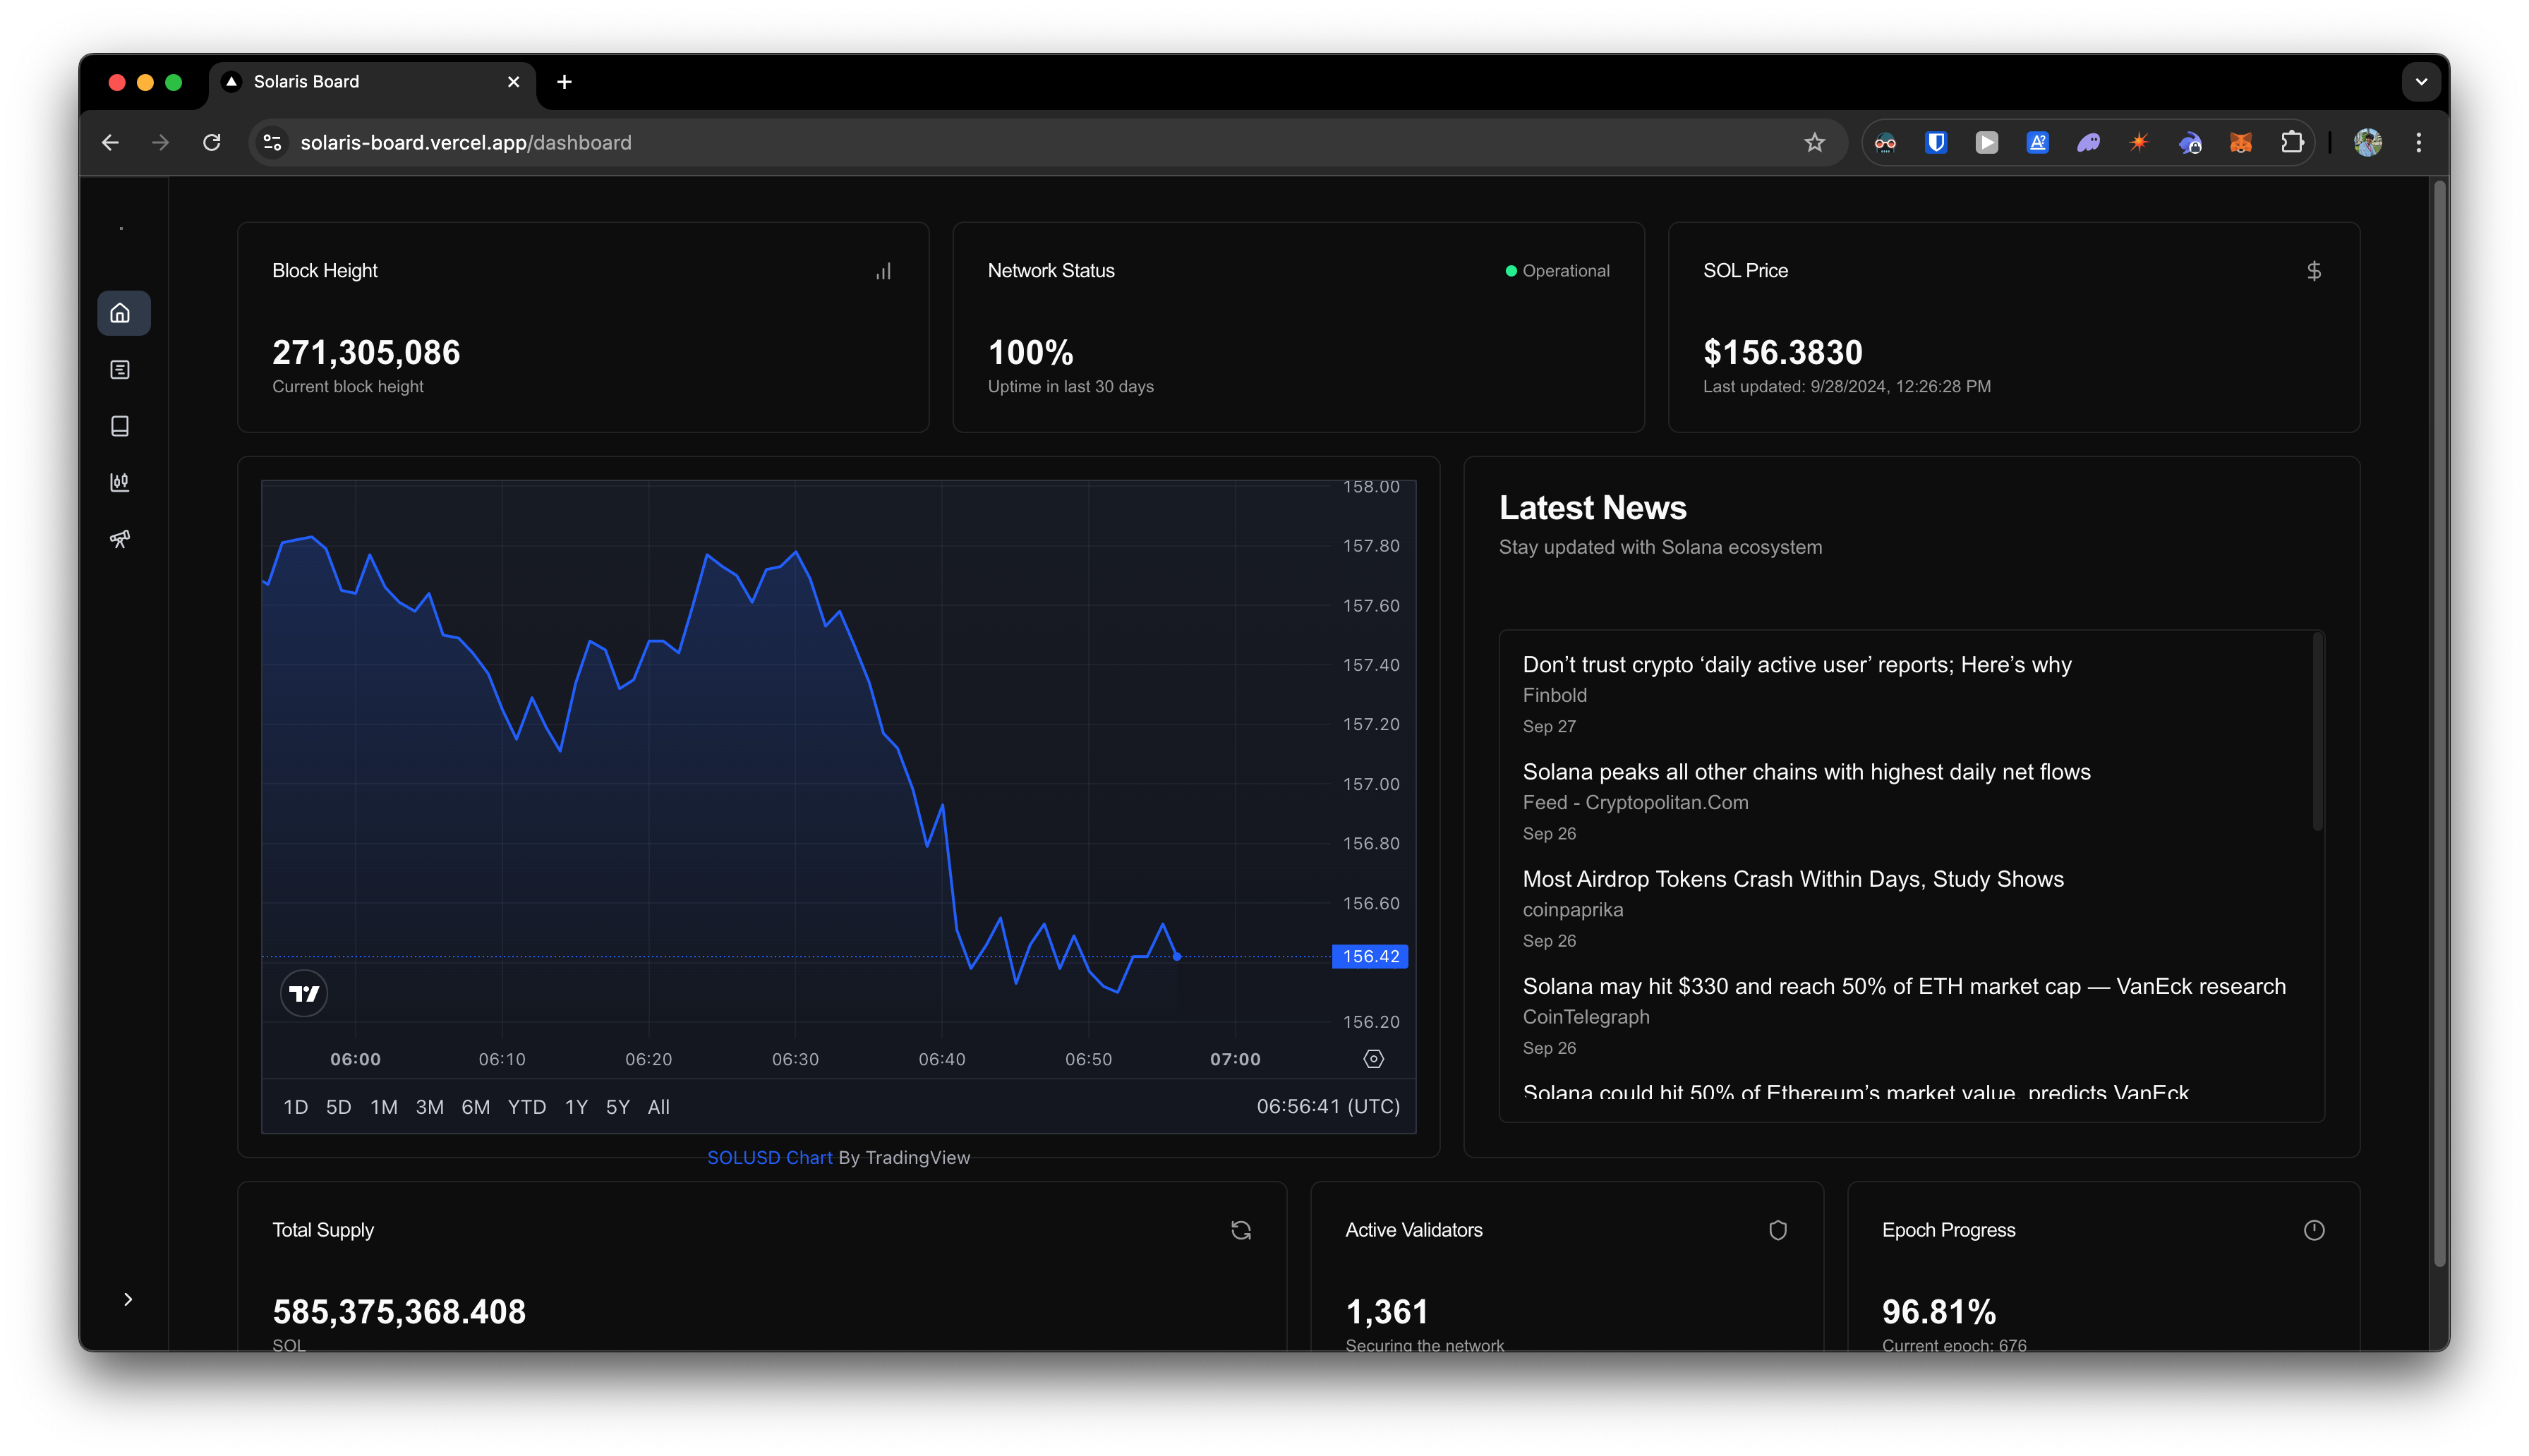 Solaris Board
solaris-board.vercel.app/dashboard
Block Height
271,305,086
Current block height
Network Status
Operational
100%
Uptime in last 30 days
SOL Price
$156.3830
Last updated: 9/28/2024, 12:26:28 PM
158.00
157.80
157.60
157.40
157.20
157.00
156.80
156.60
156.42
156.20
06:00 06:10 06:20 06:30 06:40 06:50 07:00
1D 5D 1M 3M 6M YTD 1Y 5Y All 06:56:41 (UTC)
SOLUSD Chart By TradingView
Latest News
Stay updated with Solana ecosystem
Don’t trust crypto ‘daily active user’ reports; Here’s why
Finbold
Sep 27
Solana peaks all other chains with highest daily net flows
Feed - Cryptopolitan.Com
Sep 26
Most Airdrop Tokens Crash Within Days, Study Shows
coinpaprika
Sep 26
Solana may hit $330 and reach 50% of ETH market cap — VanEck research
CoinTelegraph
Sep 26
Solana could hit 50% of Ethereum’s market value, predicts VanEck
Total Supply
585,375,368.408
SOL
Active Validators
1,361
Securing the network
Epoch Progress
96.81%
Current epoch: 676